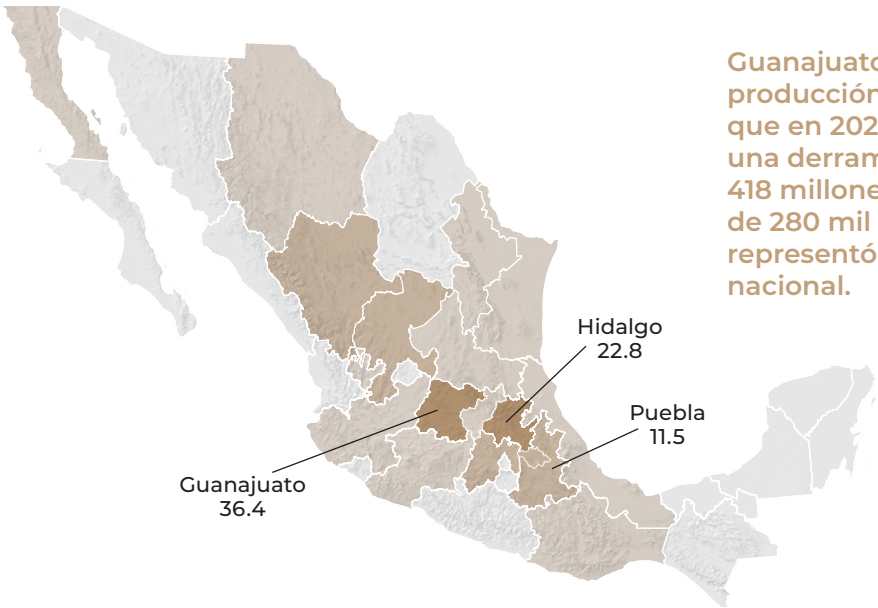 Guanajuato
producción
que en 202
una derram
418 millone
de 280 mil
representó
nacional.
Hidalgo
22.8
Puebla
11.5
Guanajuato
36.4